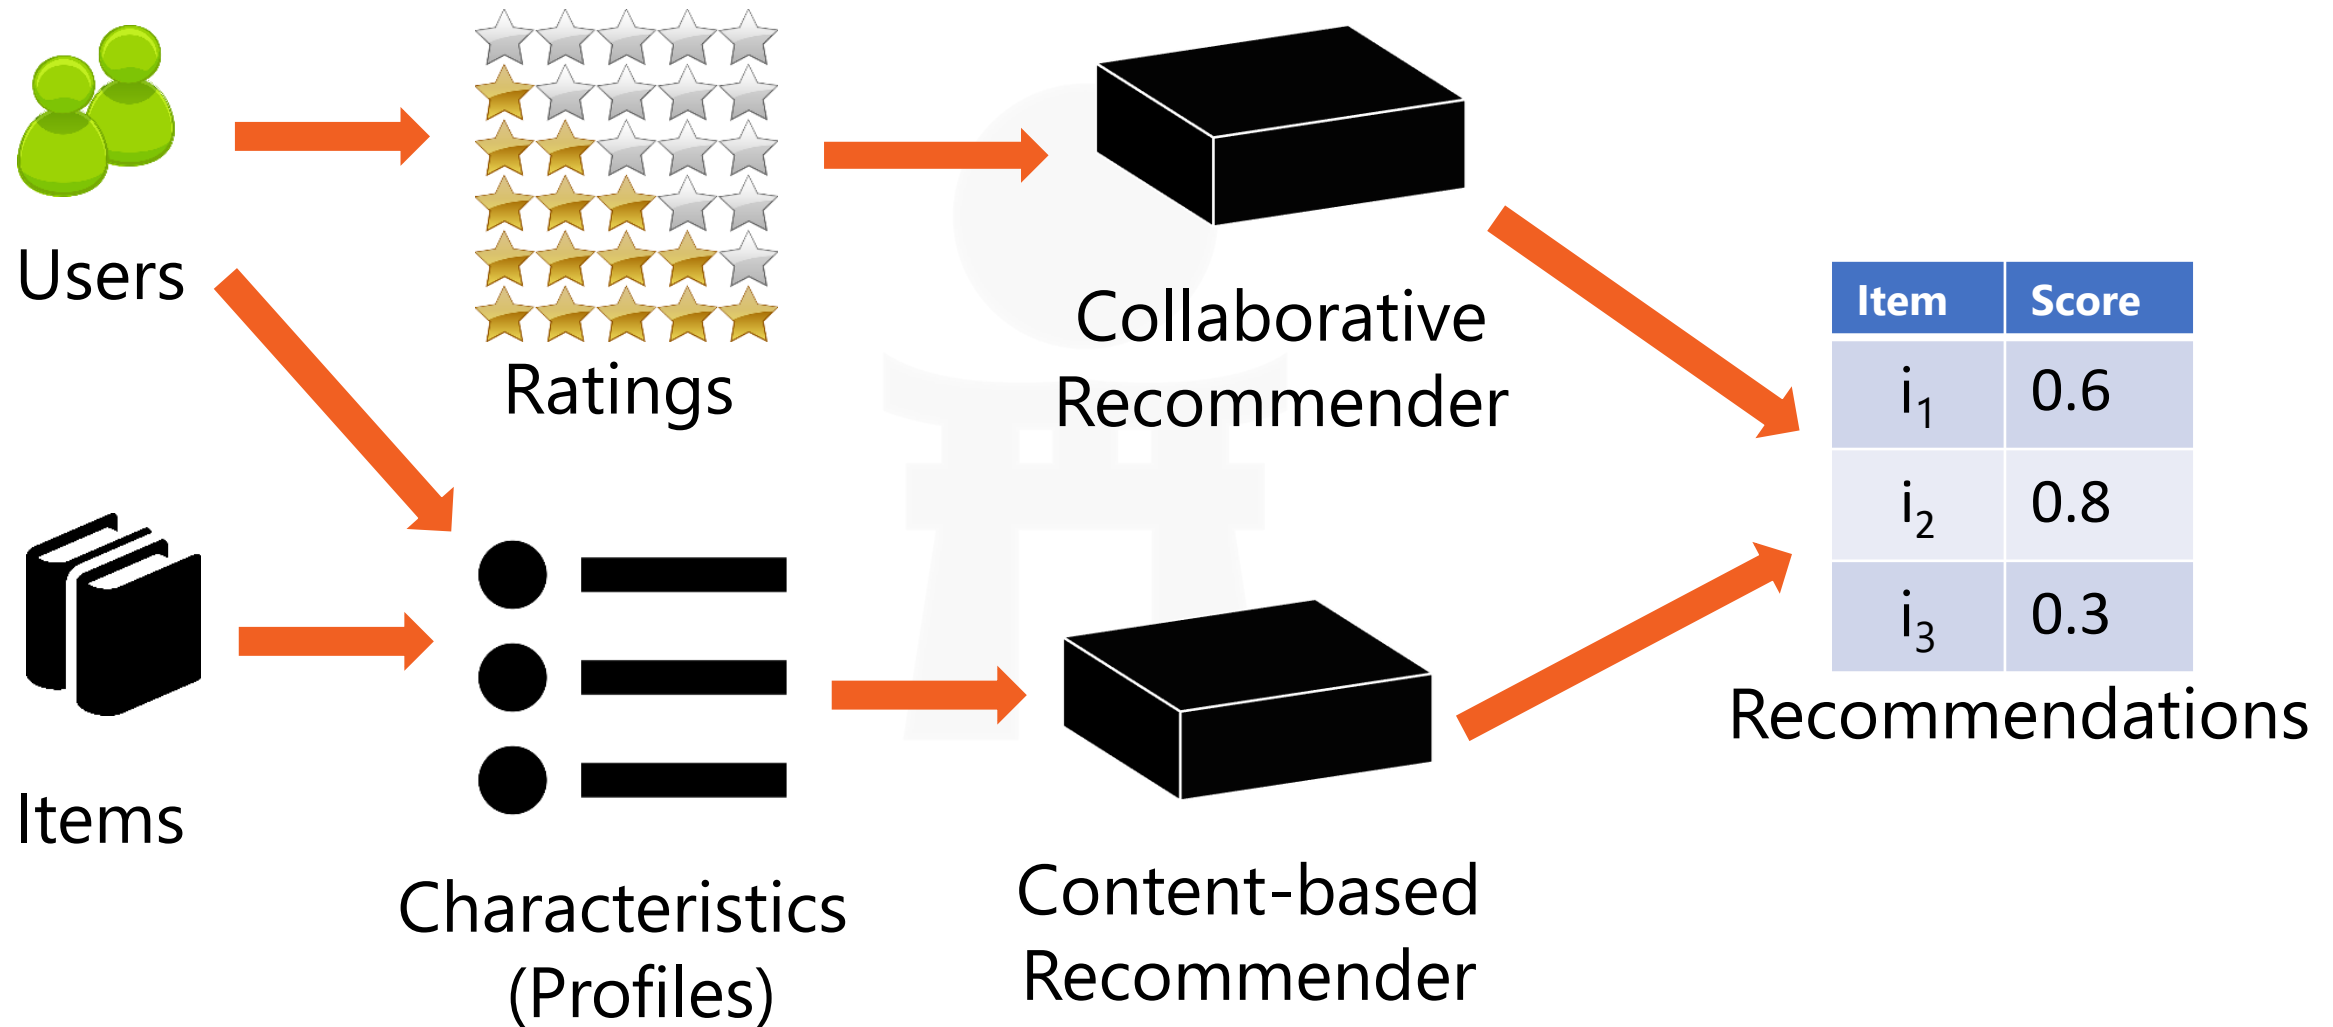 Users
Ratings
Collaborative
Recommender
Items
Characteristics
(Profiles)
Content-based
Recommender
Item Score
i₁ 0.6
i₂ 0.8
i₃ 0.3
Recommendations